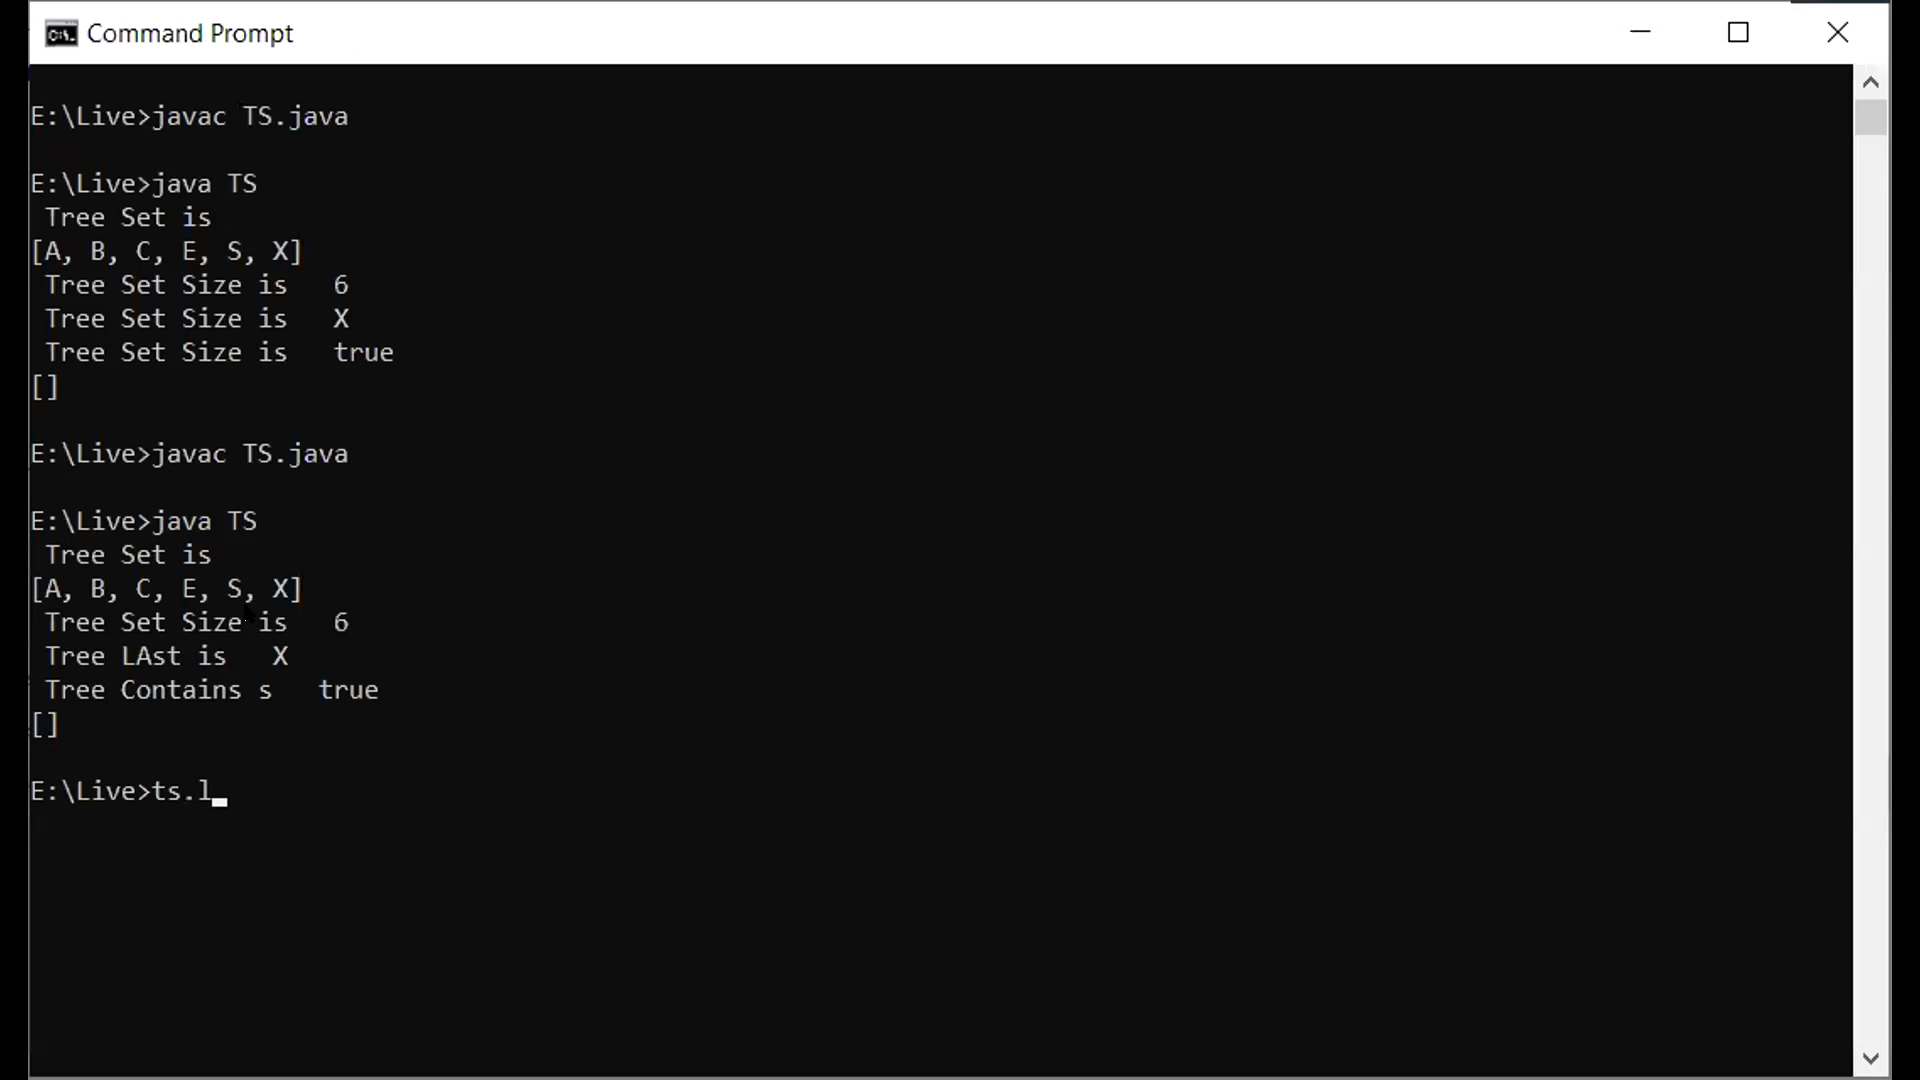 Command Prompt
E:\Live>javac TS.java
E:\Live>java TS
Tree Set is
[A, B, C, E, S, X]
Tree Set Size is   6
Tree Set Size is   X
Tree Set Size is   true
[]
E:\Live>javac TS.java
E:\Live>java TS
Tree Set is
[A, B, C, E, S, X]
Tree Set Size is   6
Tree LAst is   X
Tree Contains s   true
[]
E:\Live>ts.l